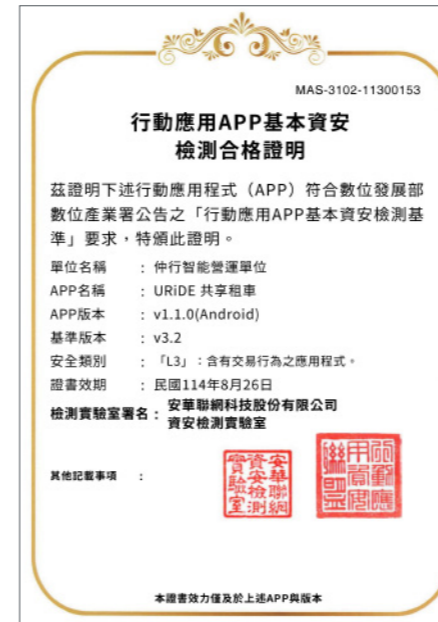 MAS-3102-11300153
行動應用APP基本資安
檢測合格證明
茲證明下述行動應用程式（APP）符合數位發展部
數位產業署公告之「行動應用APP基本資安檢測基
準」要求，特頒此證明。
單位名稱 ：仲行智能營運單位
APP名稱 ：URiDE 共享租車
APP版本 ：v1.1.0(Android)
基準版本 ：v3.2
安全類別 ：「L3」：含有交易行為之應用程式。
證書效期 ：民國114年8月26日
檢測實驗室署名：安華聯網科技股份有限公司
資安檢測實驗室
其他記載事項 ：
安華聯網
資安檢測
實驗室
行動應
用資安
聯盟
本證書效力僅及於上述APP與版本